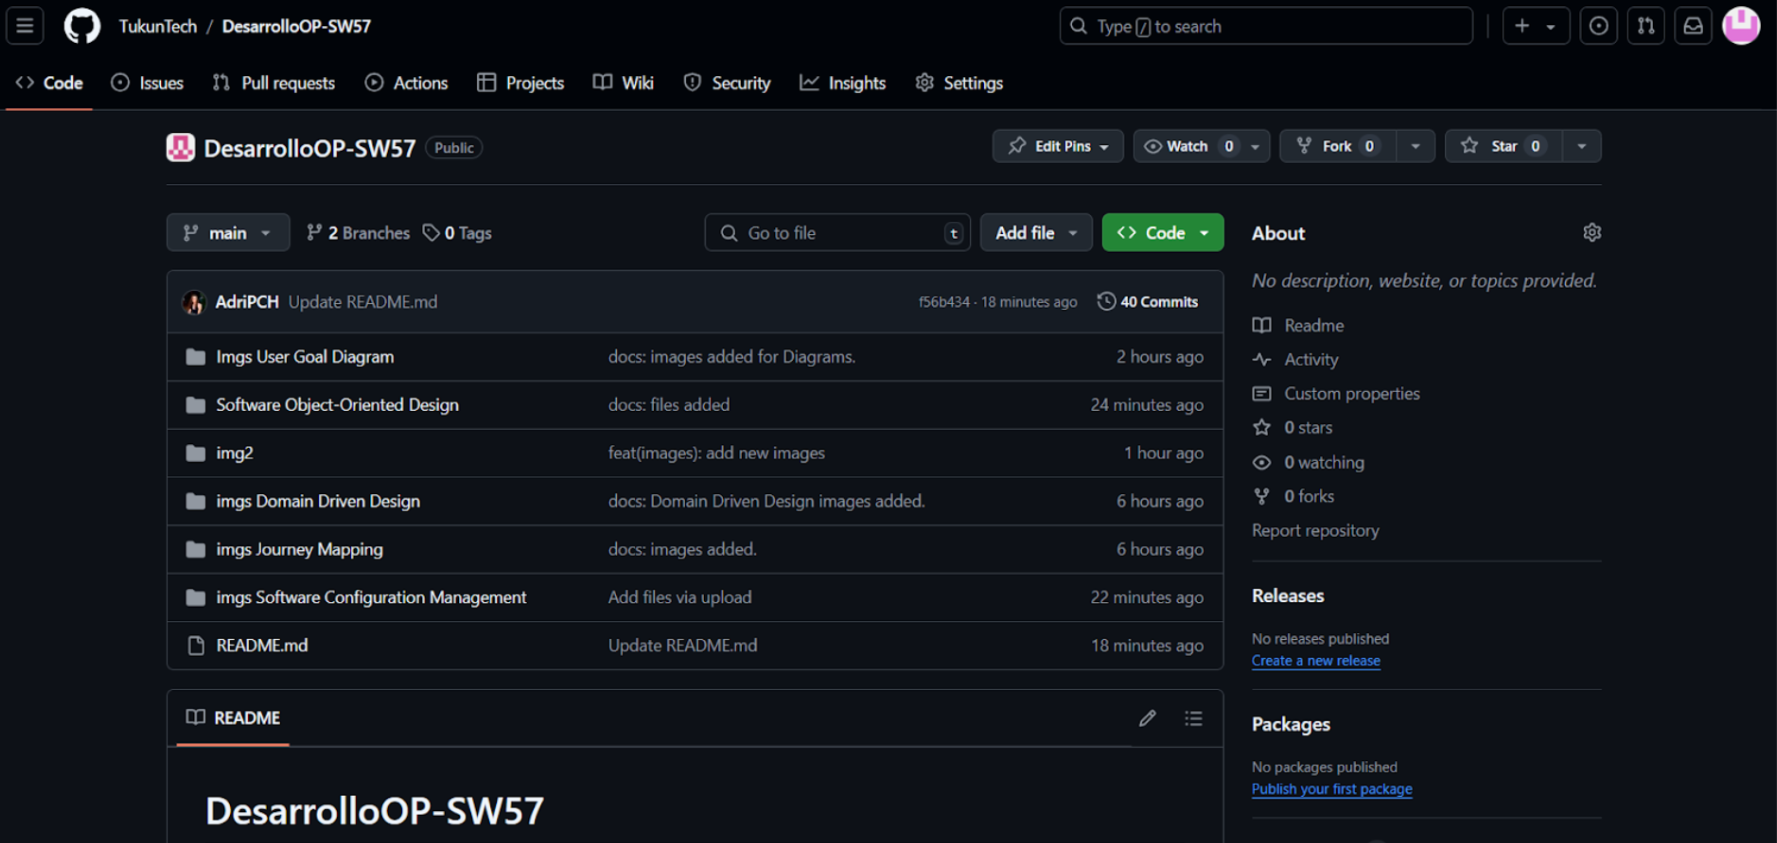 TukunTech / DesarrolloOP-SW57
Type / to search
Code Issues Pull requests Actions Projects Wiki Security Insights Settings
DesarrolloOP-SW57 Public
Edit Pins Watch 0 Fork 0 Star 0
main 2 Branches 0 Tags
Go to file t Add file Code
AdriPCH Update README.md f56b434 · 18 minutes ago 40 Commits
Imgs User Goal Diagram docs: images added for Diagrams. 2 hours ago
Software Object-Oriented Design docs: files added 24 minutes ago
img2 feat(images): add new images 1 hour ago
imgs Domain Driven Design docs: Domain Driven Design images added. 6 hours ago
imgs Journey Mapping docs: images added. 6 hours ago
imgs Software Configuration Management Add files via upload 22 minutes ago
README.md Update README.md 18 minutes ago
README
DesarrolloOP-SW57
About
No description, website, or topics provided.
Readme
Activity
Custom properties
0 stars
0 watching
0 forks
Report repository
Releases
No releases published
Create a new release
Packages
No packages published
Publish your first package